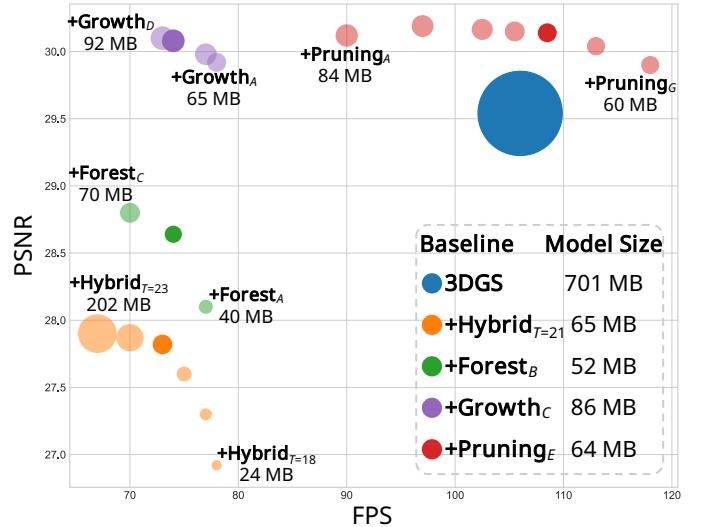 +Growth_D
92 MB
+Growth_A
65 MB
+Pruning_A
84 MB
+Pruning_G
60 MB
+Forest_C
70 MB
+Hybrid_T=23
202 MB
+Forest_A
40 MB
+Hybrid_T=18
24 MB
Baseline Model Size
3DGS 701 MB
+Hybrid_T=21 65 MB
+Forest_B 52 MB
+Growth_C 86 MB
+Pruning_E 64 MB
PSNR
30.0
29.5
29.0
28.5
28.0
27.5
27.0
70 80 90 100 110 120
FPS